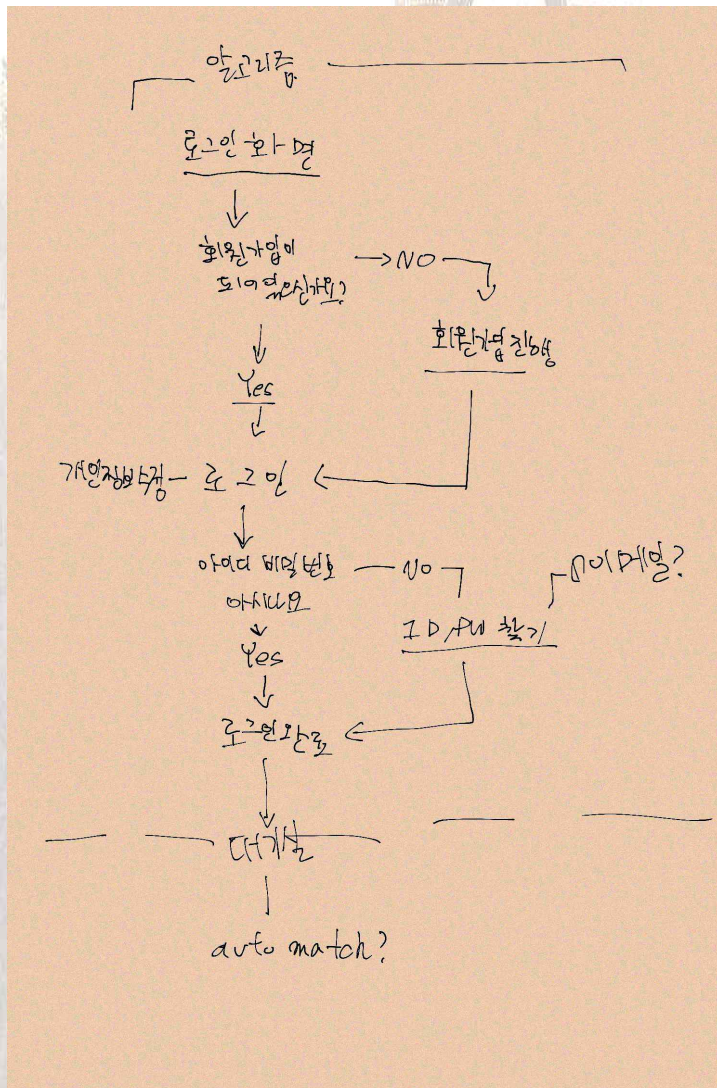 알고리즘
로그인 화면
회원가입이
되어 있으신가요?
NO
회원가입 진행
Yes
개인정보수정 - 로그인
아이디 비밀번호
아시나요
No
이메일?
ID/PW 찾기
Yes
로그인완료
대기실
auto match?